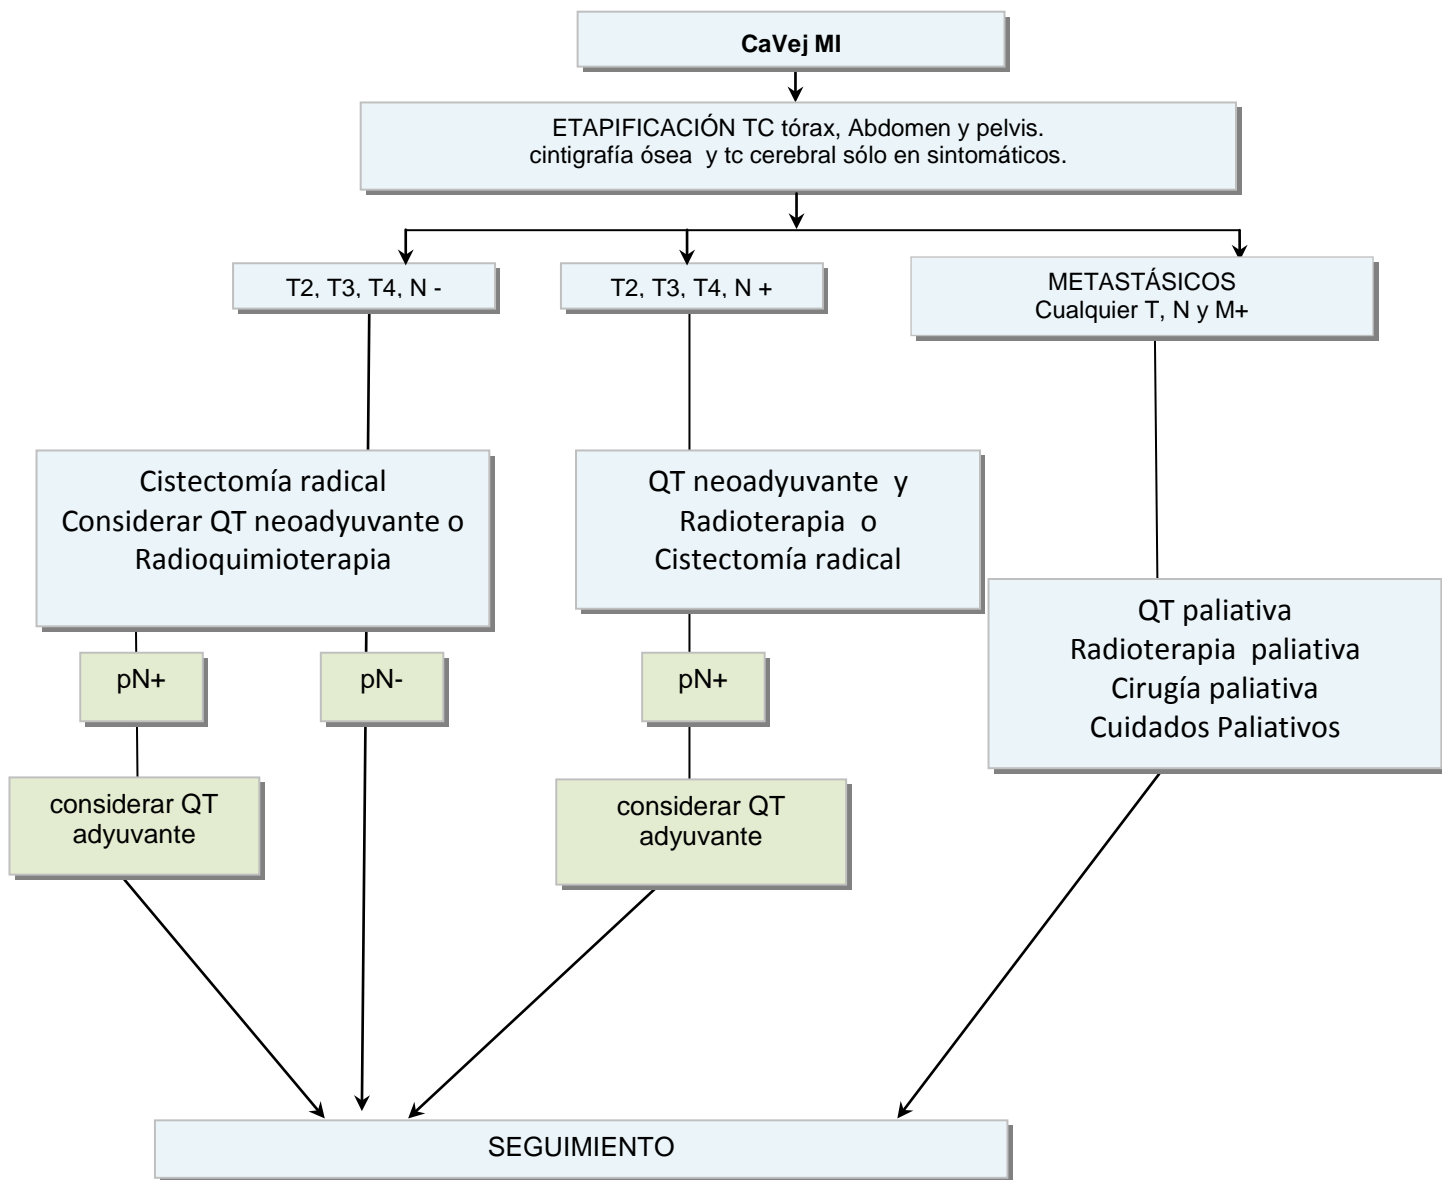 CaVej MI
ETAPIFICACIÓN TC tórax, Abdomen y pelvis.
cintigrafía ósea y tc cerebral sólo en sintomáticos.
T2, T3, T4, N -
T2, T3, T4, N +
METASTÁSICOS
Cualquier T, N y M+
Cistectomía radical
Considerar QT neoadyuvante o
Radioquimioterapia
QT neoadyuvante y
Radioterapia o
Cistectomía radical
QT paliativa
Radioterapia paliativa
Cirugía paliativa
Cuidados Paliativos
pN+
pN-
pN+
considerar QT
adyuvante
considerar QT
adyuvante
SEGUIMIENTO